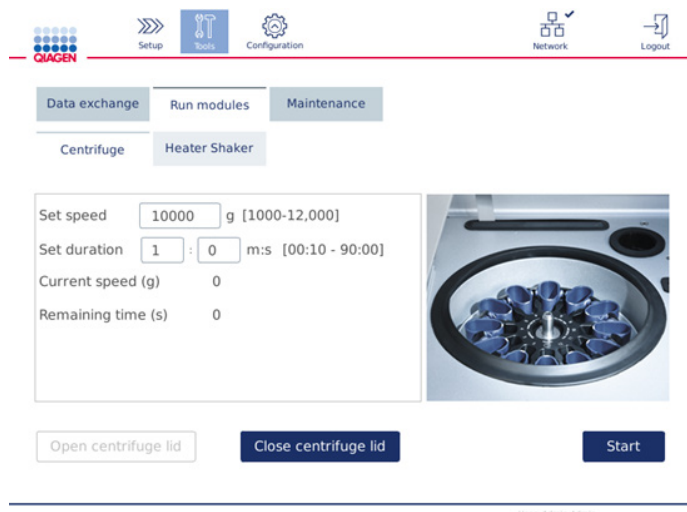 QIAGEN
Setup
Tools
Configuration
Network
Logout
Data exchange
Run modules
Maintenance
Centrifuge
Heater Shaker
Set speed 10000 g [1000-12,000]
Set duration 1 : 0 m:s [00:10 - 90:00]
Current speed (g) 0
Remaining time (s) 0
Open centrifuge lid
Close centrifuge lid
Start